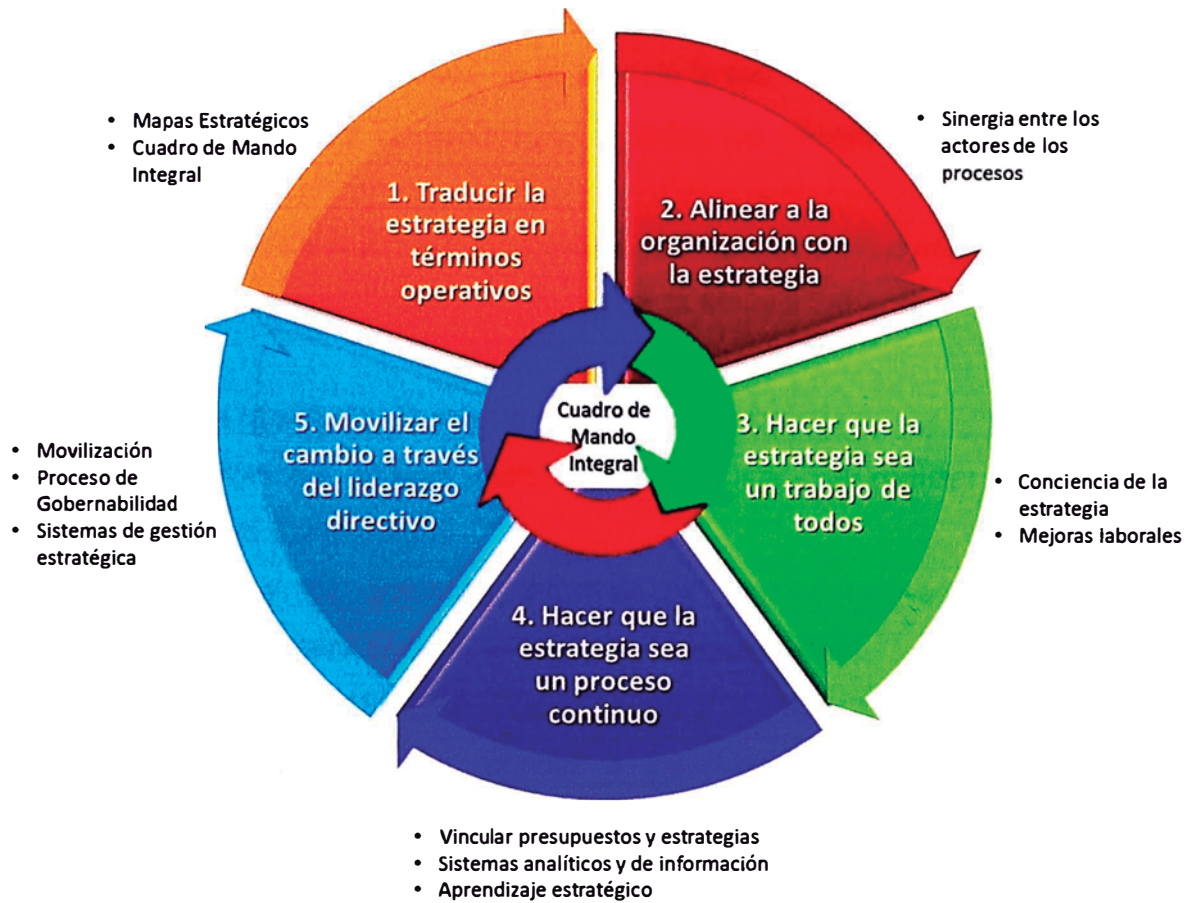 • Mapas Estratégicos
• Cuadro de Mando
Integral
1. Traducir la
estrategia en
términos
operativos
2. Alinear a la
organización con
la estrategia
• Sinergia entre los
actores de los
procesos
3. Hacer que la
estrategia sea
un trabajo de
todos
• Conciencia de la
estrategia
• Mejoras laborales
4. Hacer que la
estrategia sea
un proceso
continuo
• Vincular presupuestos y estrategias
• Sistemas analíticos y de información
• Aprendizaje estratégico
5. Movilizar el
cambio a través
del liderazgo
directivo
• Movilización
• Proceso de
Gobernabilidad
• Sistemas de gestión
estratégica
Cuadro de
Mando
Integral